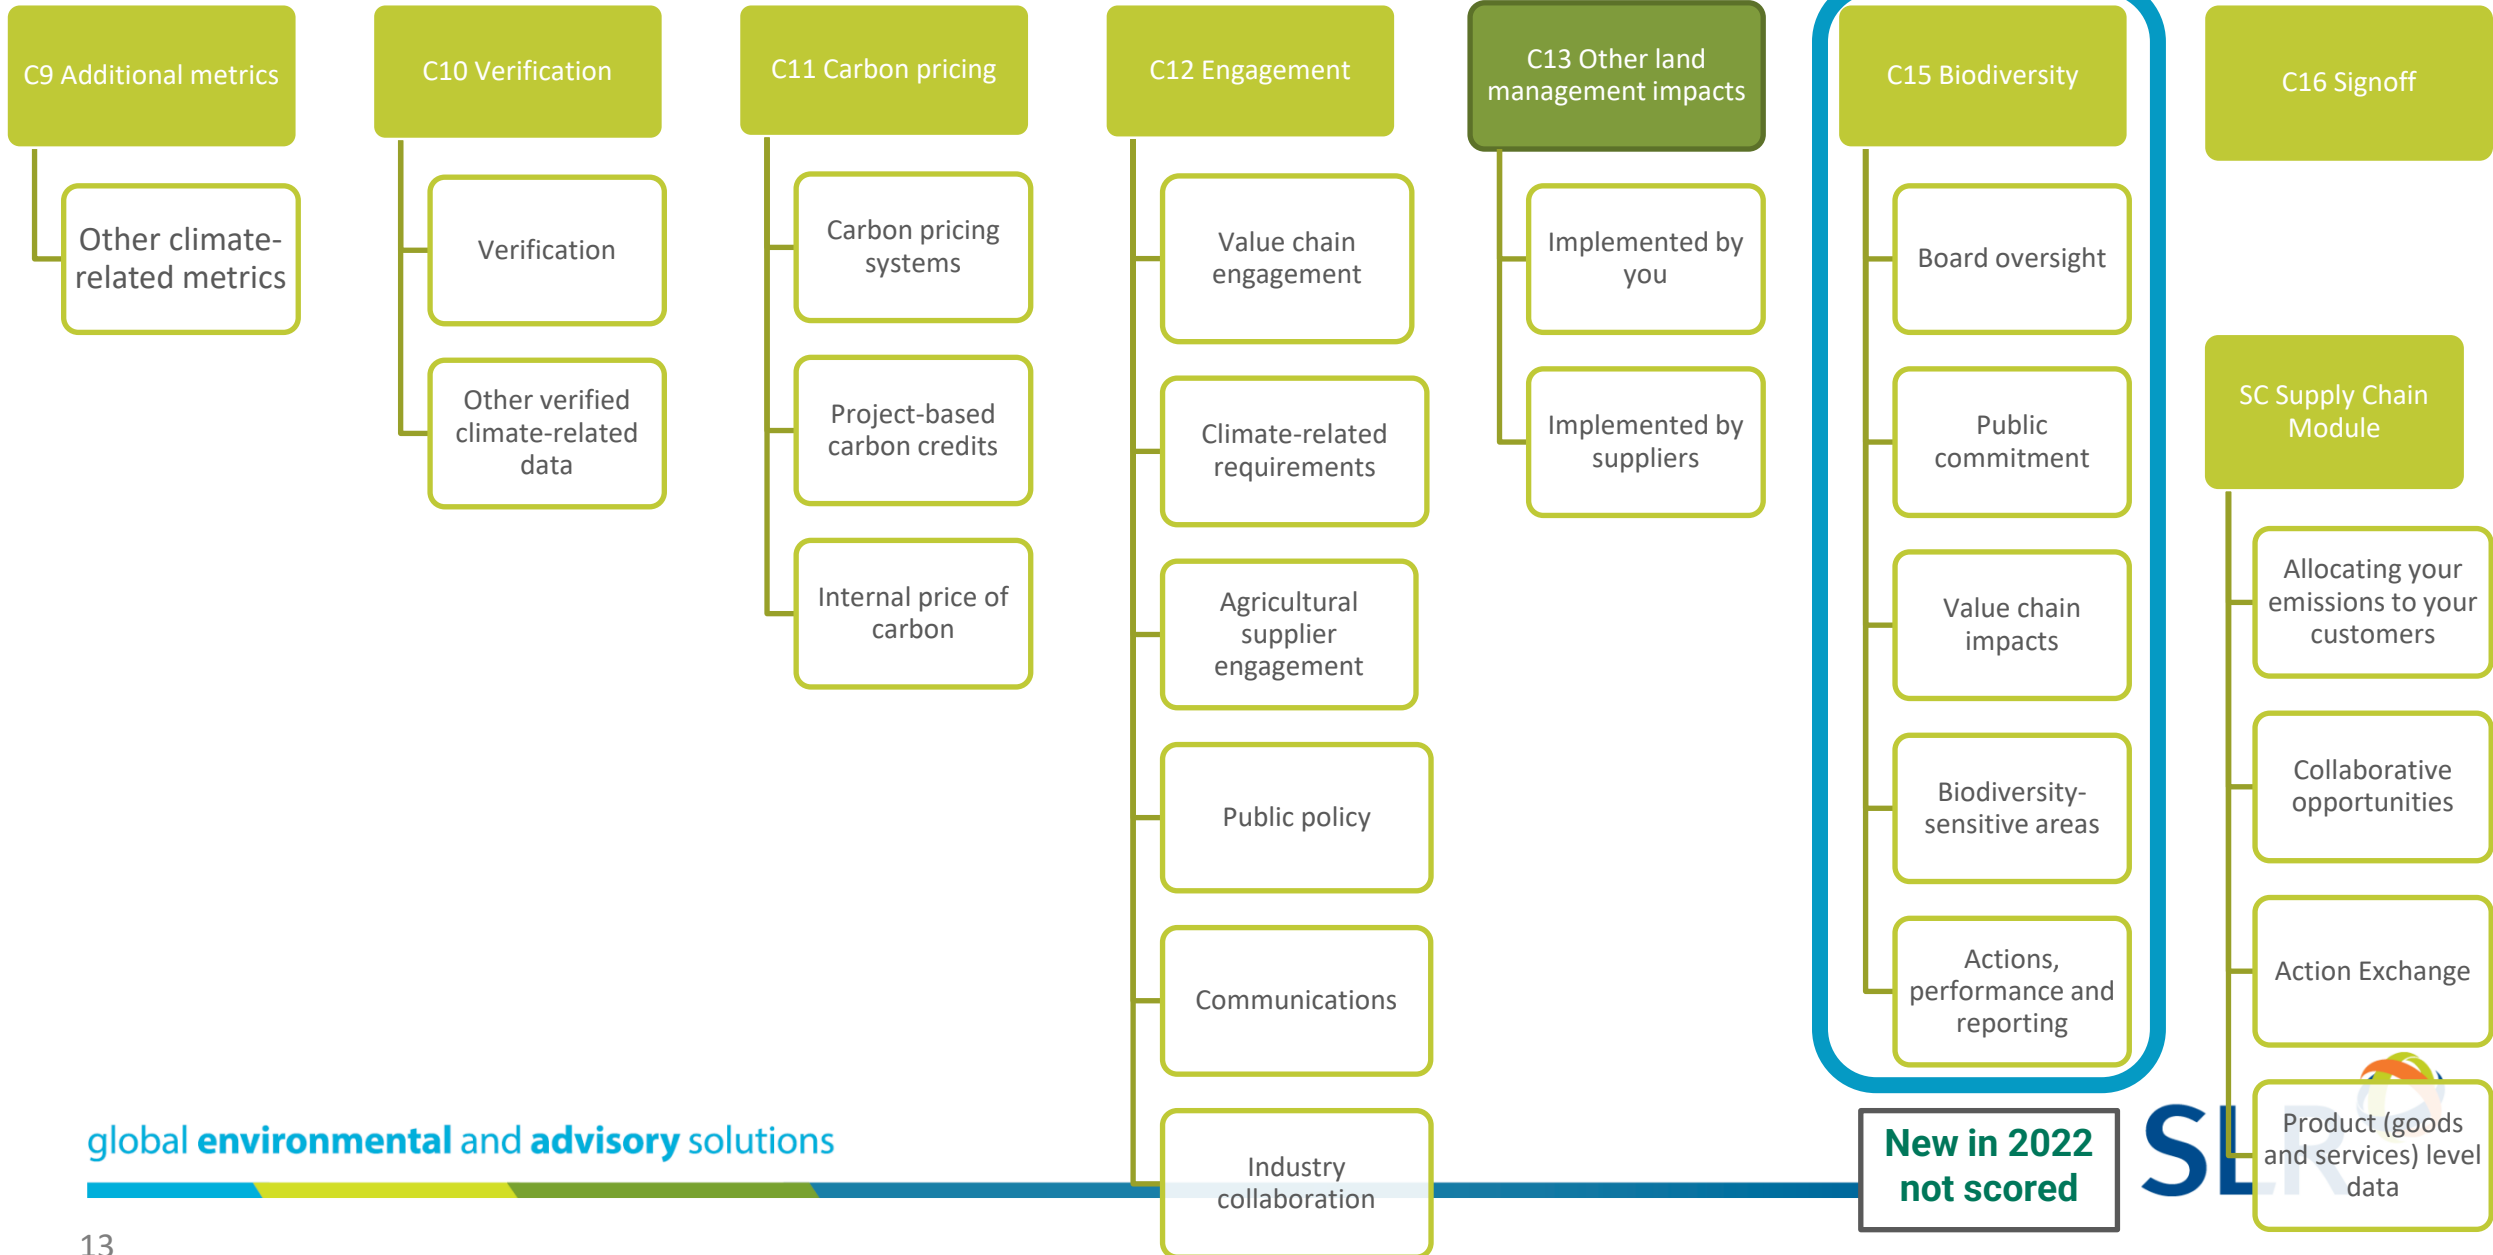 C9 Additional metrics
Other climate-
related metrics
C10 Verification
Verification
Other verified
climate-related
data
C11 Carbon pricing
Carbon pricing
systems
Project-based
carbon credits
Internal price of
carbon
C12 Engagement
Value chain
engagement
Climate-related
requirements
Agricultural
supplier
engagement
Public policy
Communications
Industry
collaboration
C13 Other land
management impacts
Implemented by
you
Implemented by
suppliers
C15 Biodiversity
Board oversight
Public
commitment
Value chain
impacts
Biodiversity-
sensitive areas
Actions,
performance and
reporting
New in 2022
not scored
C16 Signoff
SC Supply Chain
Module
Allocating your
emissions to your
customers
Collaborative
opportunities
Action Exchange
Product (goods
and services) level
data
SLR
global environmental and advisory solutions
13